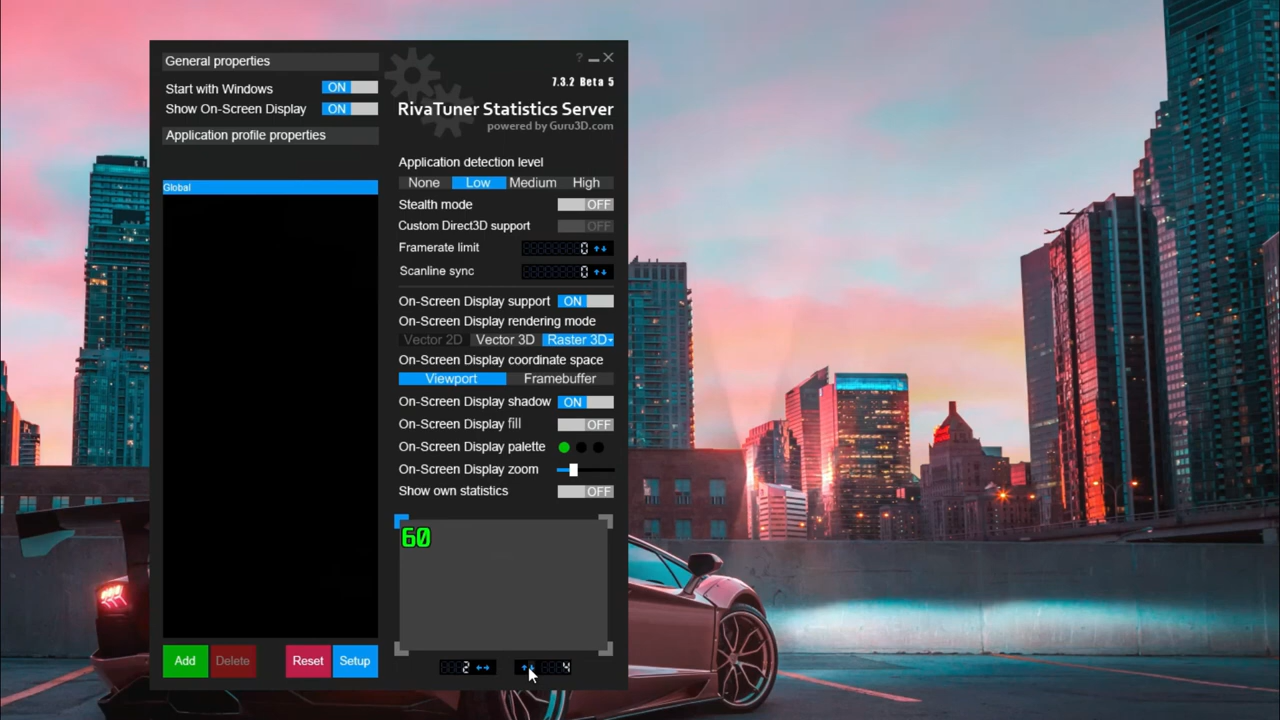 General properties
Start with Windows ON
Show On-Screen Display ON
Application profile properties
Global
Add Delete Reset Setup
? 
7.3.2 Beta 5
RivaTuner Statistics Server
powered by Guru3D.com
Application detection level
None Low Medium High
Stealth mode OFF
Custom Direct3D support OFF
Framerate limit 0
Scanline sync 0
On-Screen Display support ON
On-Screen Display rendering mode
Vector 2D Vector 3D Raster 3D
On-Screen Display coordinate space
Viewport Framebuffer
On-Screen Display shadow ON
On-Screen Display fill OFF
On-Screen Display palette
On-Screen Display zoom
Show own statistics OFF
60
2 4